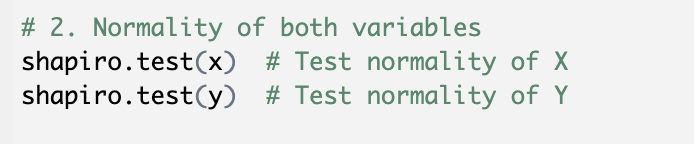 # 2. Normality of both variables
shapiro.test(x)  # Test normality of X
shapiro.test(y)  # Test normality of Y